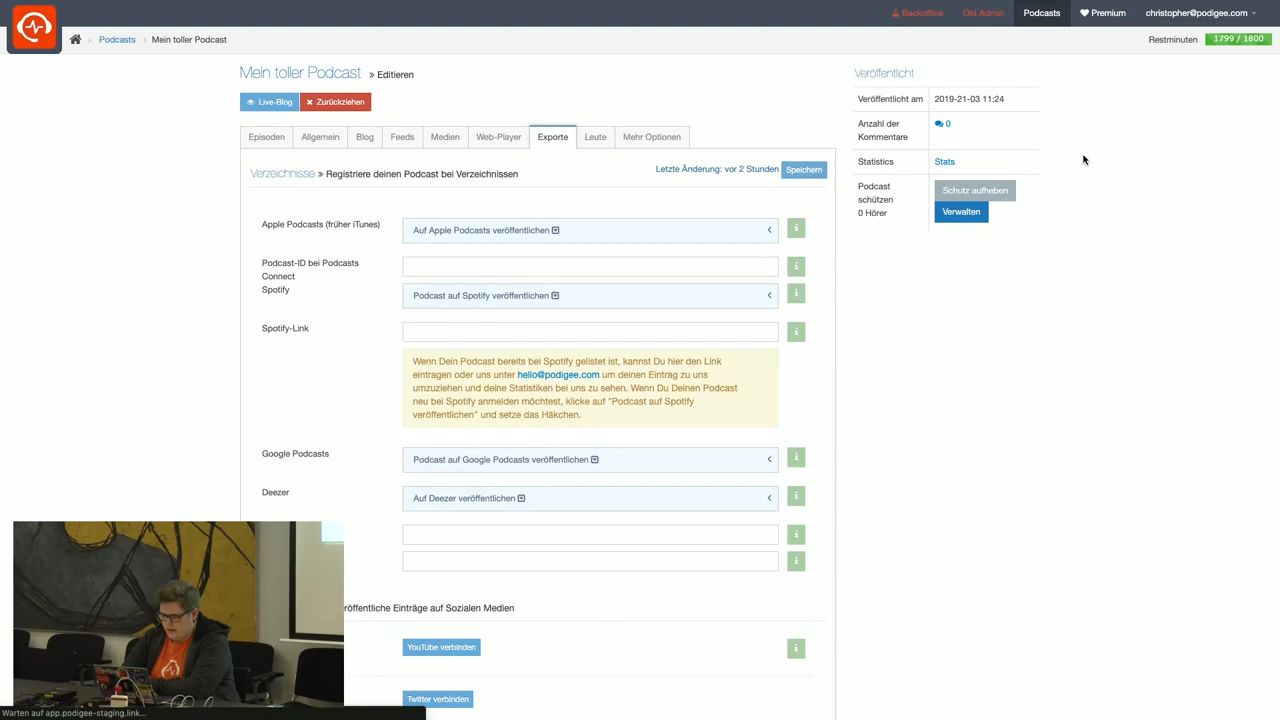 Backoffice Old Admin Podcasts Premium christopher@podigee.com
Podcasts Mein toller Podcast Restminuten 1799 / 1800
Mein toller Podcast » Editieren
Live-Blog Zurückziehen
Episoden Allgemein Blog Feeds Medien Web-Player Exporte Leute Mehr Optionen
Verzeichnisse » Registriere deinen Podcast bei Verzeichnissen Letzte Änderung: vor 2 Stunden Speichern
Apple Podcasts (früher iTunes) Auf Apple Podcasts veröffentlichen
Podcast-ID bei Podcasts
Connect
Spotify Podcast auf Spotify veröffentlichen
Spotify-Link
Wenn Dein Podcast bereits bei Spotify gelistet ist, kannst Du hier den Link
eintragen oder uns unter hello@podigee.com um deinen Eintrag zu uns
umzuziehen und deine Statistiken bei uns zu sehen. Wenn Du Deinen Podcast
neu bei Spotify anmelden möchtest, klicke auf "Podcast auf Spotify
veröffentlichen" und setze das Häkchen.
Google Podcasts Podcast auf Google Podcasts veröffentlichen
Deezer Auf Deezer veröffentlichen
röffentliche Einträge auf Sozialen Medien
YouTube verbinden
Twitter verbinden
Veröffentlicht
Veröffentlicht am 2019-21-03 11:24
Anzahl der
Kommentare 0
Statistics Stats
Podcast
schützen
0 Hörer
Schutz aufheben
Verwalten
Warten auf app.podigee-staging.link...